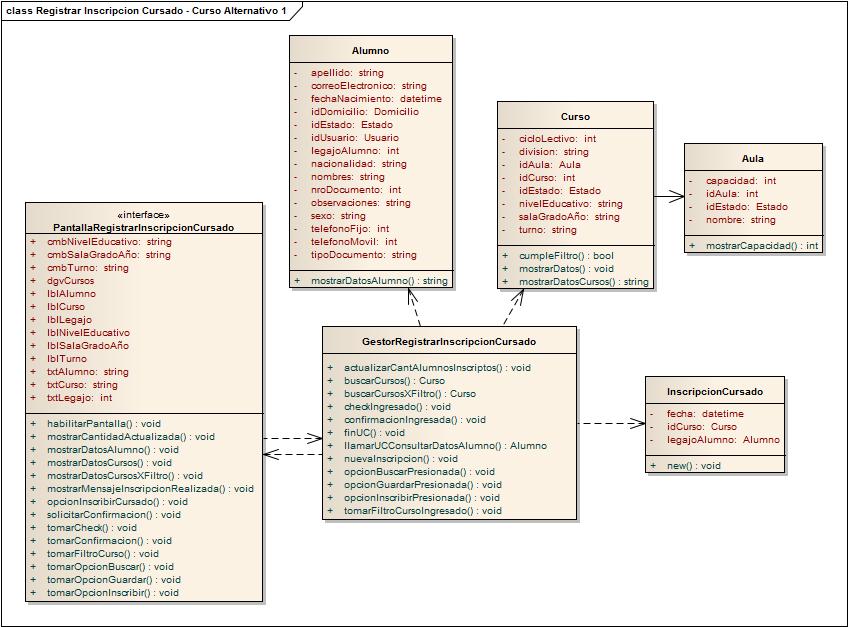 class Registrar Inscripcion Cursado - Curso Alternativo 1
Alumno
- apellido: string
- correoElectronico: string
- fechaNacimiento: datetime
- idDomicilio: Domicilio
- idEstado: Estado
- idUsuario: Usuario
- legajoAlumno: int
- nacionalidad: string
- nombres: string
- nroDocumento: int
- observaciones: string
- sexo: string
- telefonoFijo: int
- telefonoMovil: int
- tipoDocumento: string
+ mostrarDatosAlumno() : string
Curso
- cicloLectivo: int
- division: string
- idAula: Aula
- idCurso: int
- idEstado: Estado
- nivelEducativo: string
- salaGradoAño: string
- turno: string
+ cumpleFiltro() : bool
+ mostrarDatos() : void
+ mostrarDatosCursos() : string
Aula
- capacidad: int
- idAula: int
- idEstado: Estado
- nombre: string
+ mostrarCapacidad() : int
«interface»
PantallaRegistrarInscripcionCursado
+ cmbNivelEducativo: string
+ cmbSalaGradoAño: string
+ cmbTurno: string
+ dgvCursos
+ lblAlumno
+ lblCurso
+ lblLegajo
+ lblNivelEducativo
+ lblSalaGradoAño
+ lblTurno
+ txtAlumno: string
+ txtCurso: string
+ txtLegajo: int
+ habilitarPantalla() : void
+ mostrarCantidadActualizada() : void
+ mostrarDatosAlumno() : void
+ mostrarDatosCursos() : void
+ mostrarDatosCursosXFiltro() : void
+ mostrarMensajeInscripcionRealizada() : void
+ opcionInscribirCursado() : void
+ solicitarConfirmacion() : void
+ tomarCheck() : void
+ tomarConfirmacion() : void
+ tomarFiltroCurso() : void
+ tomarOpcionBuscar() : void
+ tomarOpcionGuardar() : void
+ tomarOpcionInscribir() : void
GestorRegistrarInscripcionCursado
+ actualizarCantAlumnosInscriptos() : void
+ buscarCursos() : Curso
+ buscarCursosXFiltro() : Curso
+ checkIngresado() : void
+ confirmacionIngresada() : void
+ finUC() : void
+ llamarUCConsultarDatosAlumno() : Alumno
+ nuevaInscripcion() : void
+ opcionBuscarPresionada() : void
+ opcionGuardarPresionada() : void
+ opcionInscribirPresionada() : void
+ tomarFiltroCursoIngresado() : void
InscripcionCursado
- fecha: datetime
- idCurso: Curso
- legajoAlumno: Alumno
+ new() : void